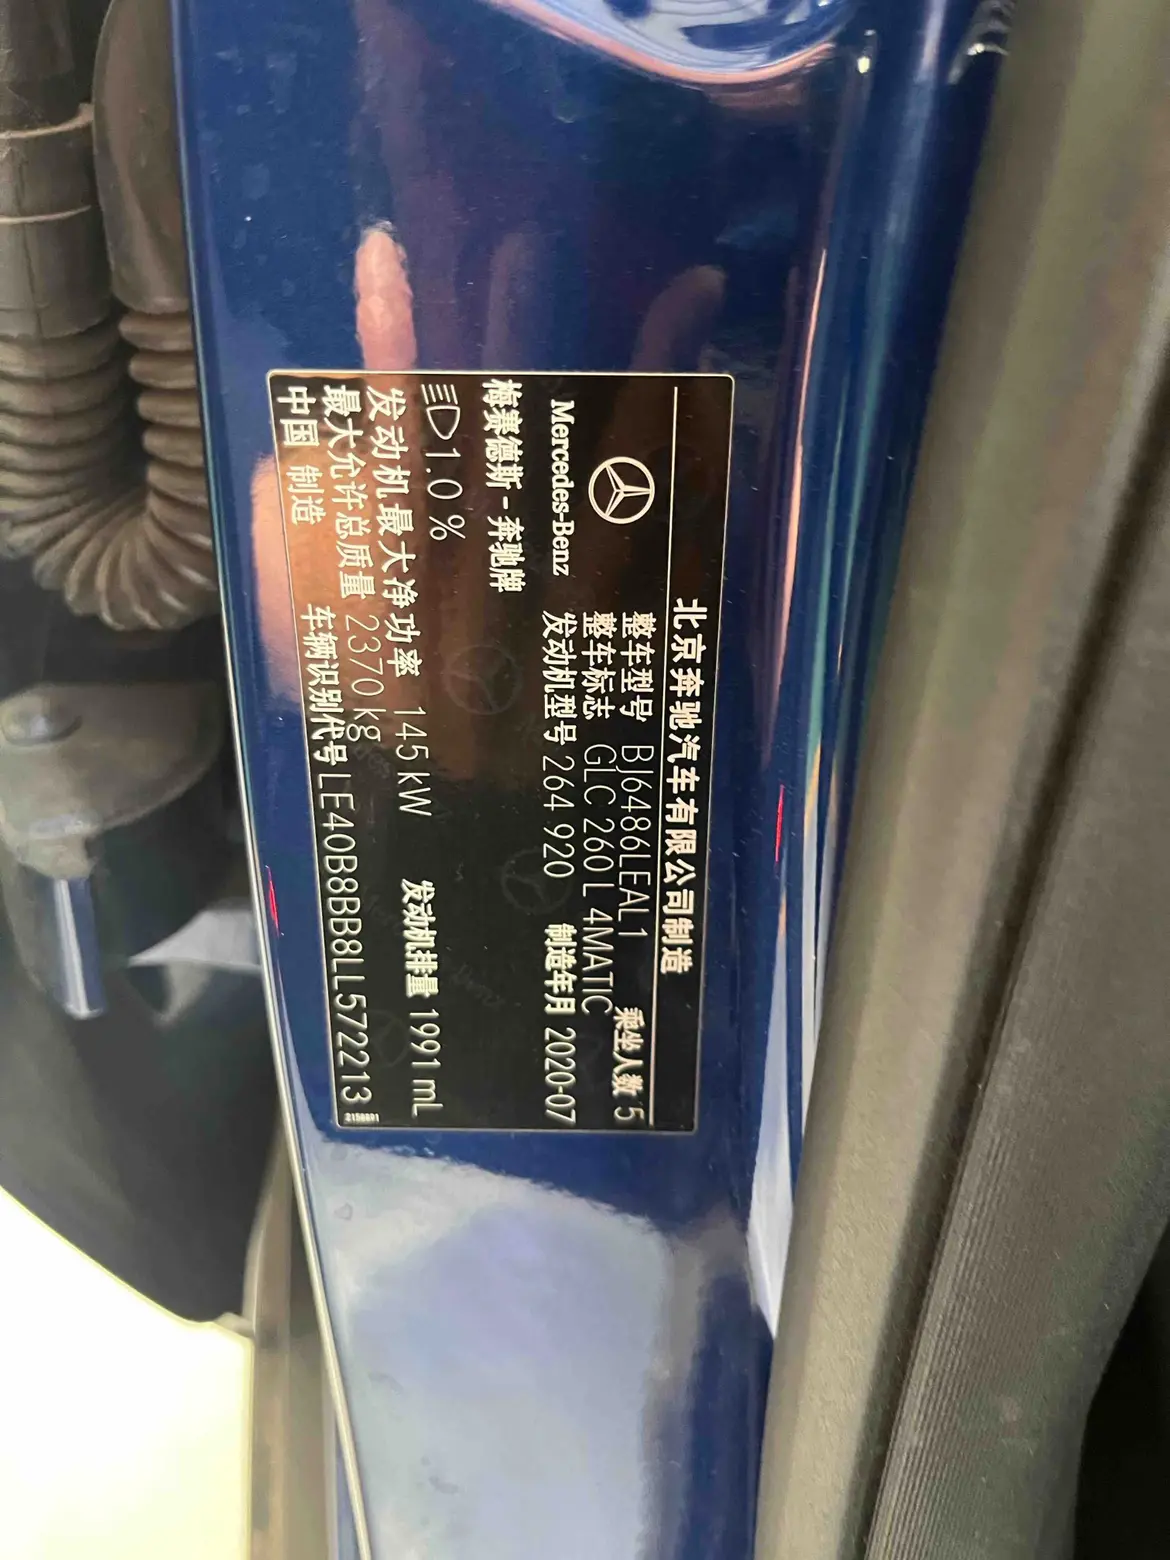 北京奔驰汽车有限公司制造
Mercedes-Benz
整车型号 BJ6486LEAL1 乘坐人数 5
整车标志 GLC 260 L 4MATIC
发动机型号 264 920 制造年月 2020-07
梅赛德斯-奔驰牌
1.0 %
发动机最大净功率 145 kW 发动机排量 1991 mL
最大允许总质量 2370 kg
中国 制造 车辆识别代号 LE40B8BB8LL572213
2158691